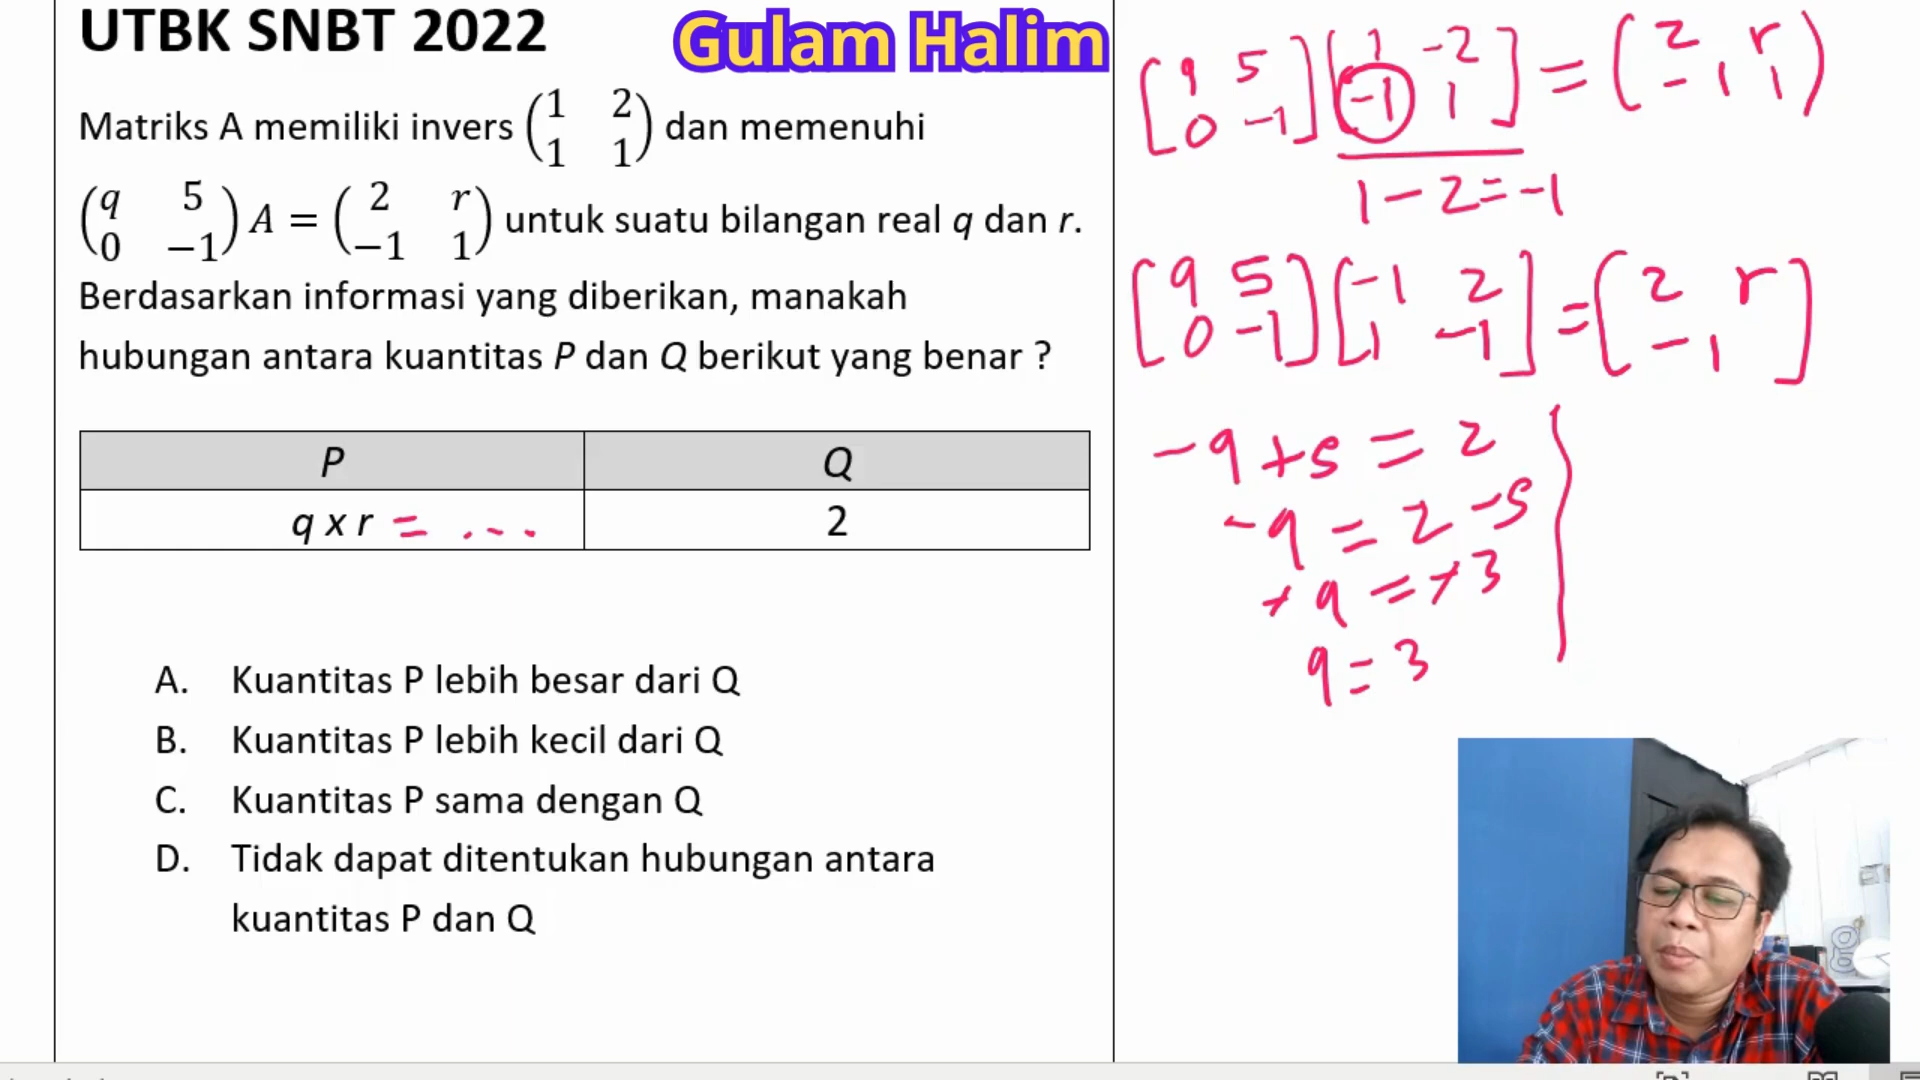 UTBK SNBT 2022
Gulam Halim
Matriks A memiliki invers (1 2 / 1 1) dan memenuhi
(q 5 / 0 −1) A = (2 r / −1 1) untuk suatu bilangan real q dan r.
Berdasarkan informasi yang diberikan, manakah
hubungan antara kuantitas P dan Q berikut yang benar ?
P Q
q x r = ... 2
A. Kuantitas P lebih besar dari Q
B. Kuantitas P lebih kecil dari Q
C. Kuantitas P sama dengan Q
D. Tidak dapat ditentukan hubungan antara
kuantitas P dan Q
[q 5 / 0 -1] [1 -2 / -1 1] = (2 r / -1 1)
1 - 2 = -1
[q 5 / 0 -1] [-1 2 / 1 -1] = [2 r / -1 ]
-q + 5 = 2
-q = 2 - 5
+q = +3
q = 3